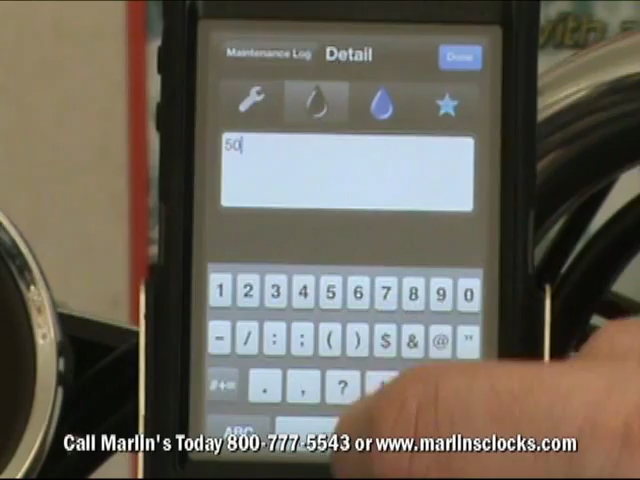 with a
Maintenance Log Detail Done
50
1 2 3 4 5 6 7 8 9 0
- / : ; ( ) $ & @ "
#+= . , ?
ABC
Call Marlin's Today 800-777-5543 or www.marlinsclocks.com